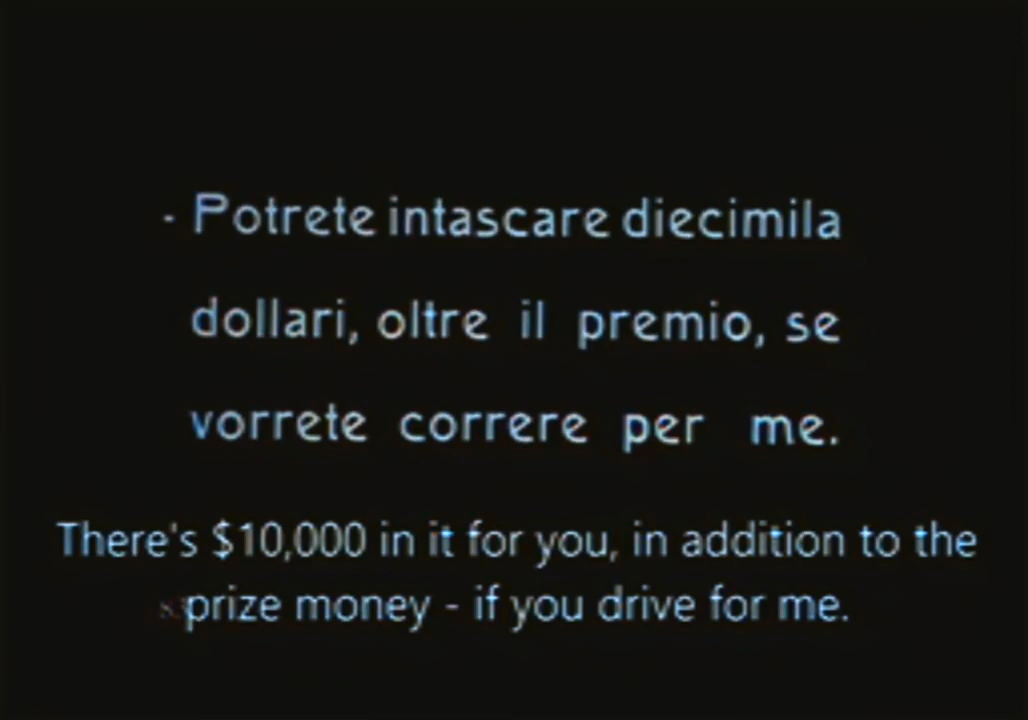 - Potrete intascare diecimila
dollari, oltre il premio, se
vorrete correre per me.
There's $10,000 in it for you, in addition to the
prize money - if you drive for me.